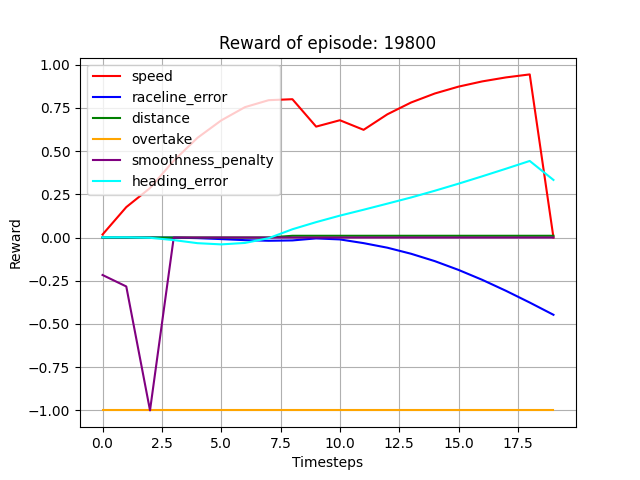 Reward of episode: 19800
1.00
0.75
0.50
0.25
0.00
−0.25
−0.50
−0.75
−1.00
Reward
speed
raceline_error
distance
overtake
smoothness_penalty
heading_error
0.0 2.5 5.0 7.5 10.0 12.5 15.0 17.5
Timesteps